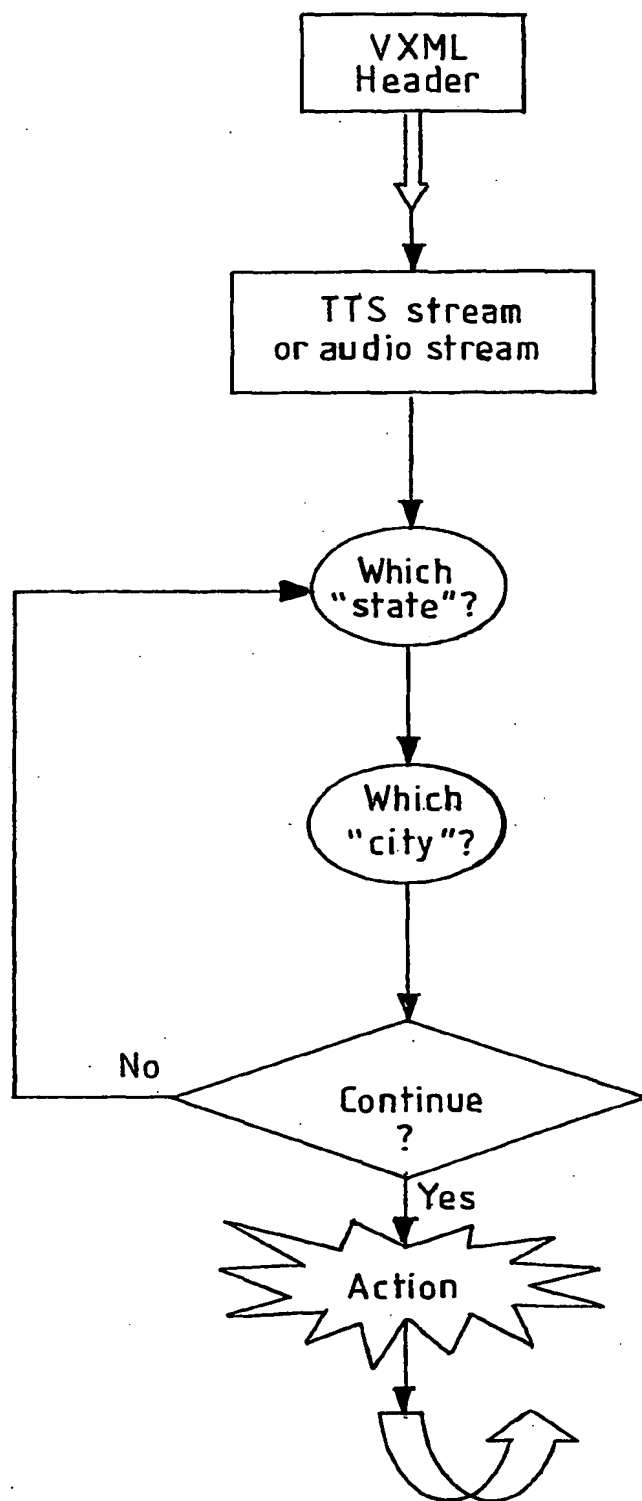 VXML
Header
TTS stream
or audio stream
Which
"state"?
Which
"city"?
No
Continue
?
Yes
Action